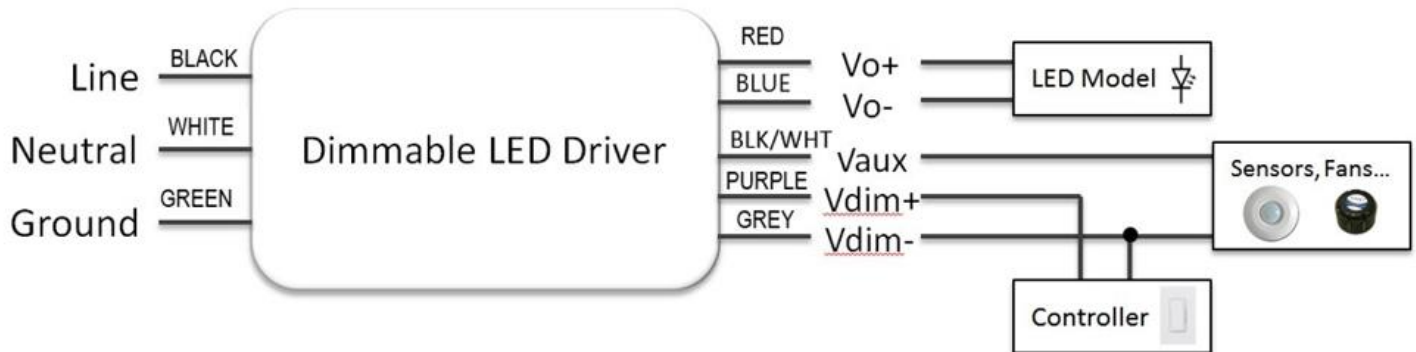 Line
BLACK
Neutral
WHITE
Ground
GREEN
Dimmable LED Driver
RED
BLUE
BLK/WHT
PURPLE
GREY
Vo+
Vo-
Vaux
Vdim+
Vdim-
LED Model
Sensors, Fans...
Controller